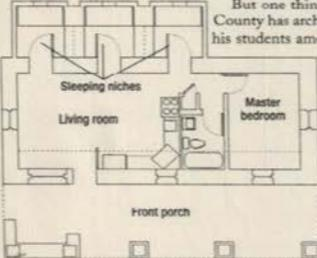 But one thin
County has arch
his students am
Sleeping niches
Living room
Master
bedroom
Front porch